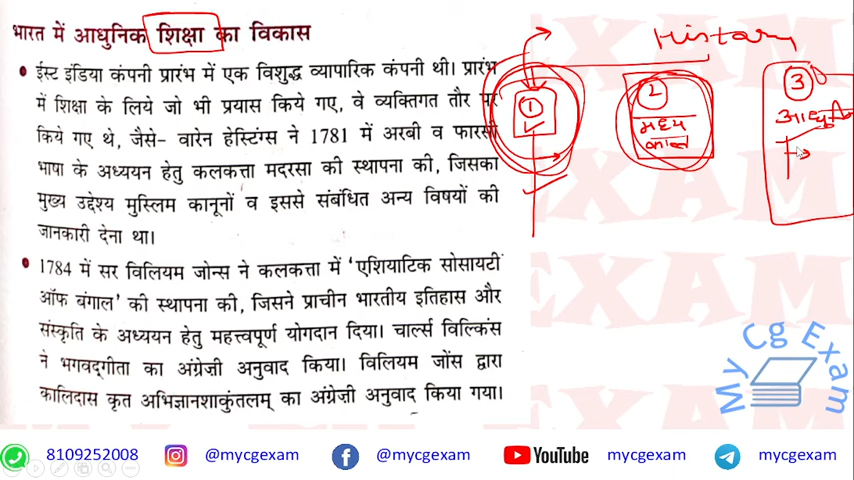 भारत में आधुनिक शिक्षा का विकास
History
ईस्ट इंडिया कंपनी प्रारंभ में एक विशुद्ध व्यापारिक कंपनी थी। प्रारंभ
में शिक्षा के लिये जो भी प्रयास किये गए, वे व्यक्तिगत तौर पर
किये गए थे, जैसे- वारेन हेस्टिंग्स ने 1781 में अरबी व फारसी
भाषा के अध्ययन हेतु कलकत्ता मदरसा की स्थापना की, जिसका
मुख्य उद्देश्य मुस्लिम कानूनों व इससे संबंधित अन्य विषयों की
जानकारी देना था।
1784 में सर विलियम जोन्स ने कलकत्ता में 'एशियाटिक सोसायटी
ऑफ बंगाल' की स्थापना की, जिसने प्राचीन भारतीय इतिहास और
संस्कृति के अध्ययन हेतु महत्त्वपूर्ण योगदान दिया। चार्ल्स विल्किंस
ने भगवद्गीता का अंग्रेज़ी अनुवाद किया। विलियम जोंस द्वारा
कालिदास कृत अभिज्ञानशाकुंतलम् का अंग्रेज़ी अनुवाद किया गया।
1
2
मध्य
काल
3
My Cg Exam
EXAM
8109252008 @mycgexam @mycgexam YouTube mycgexam mycgexam